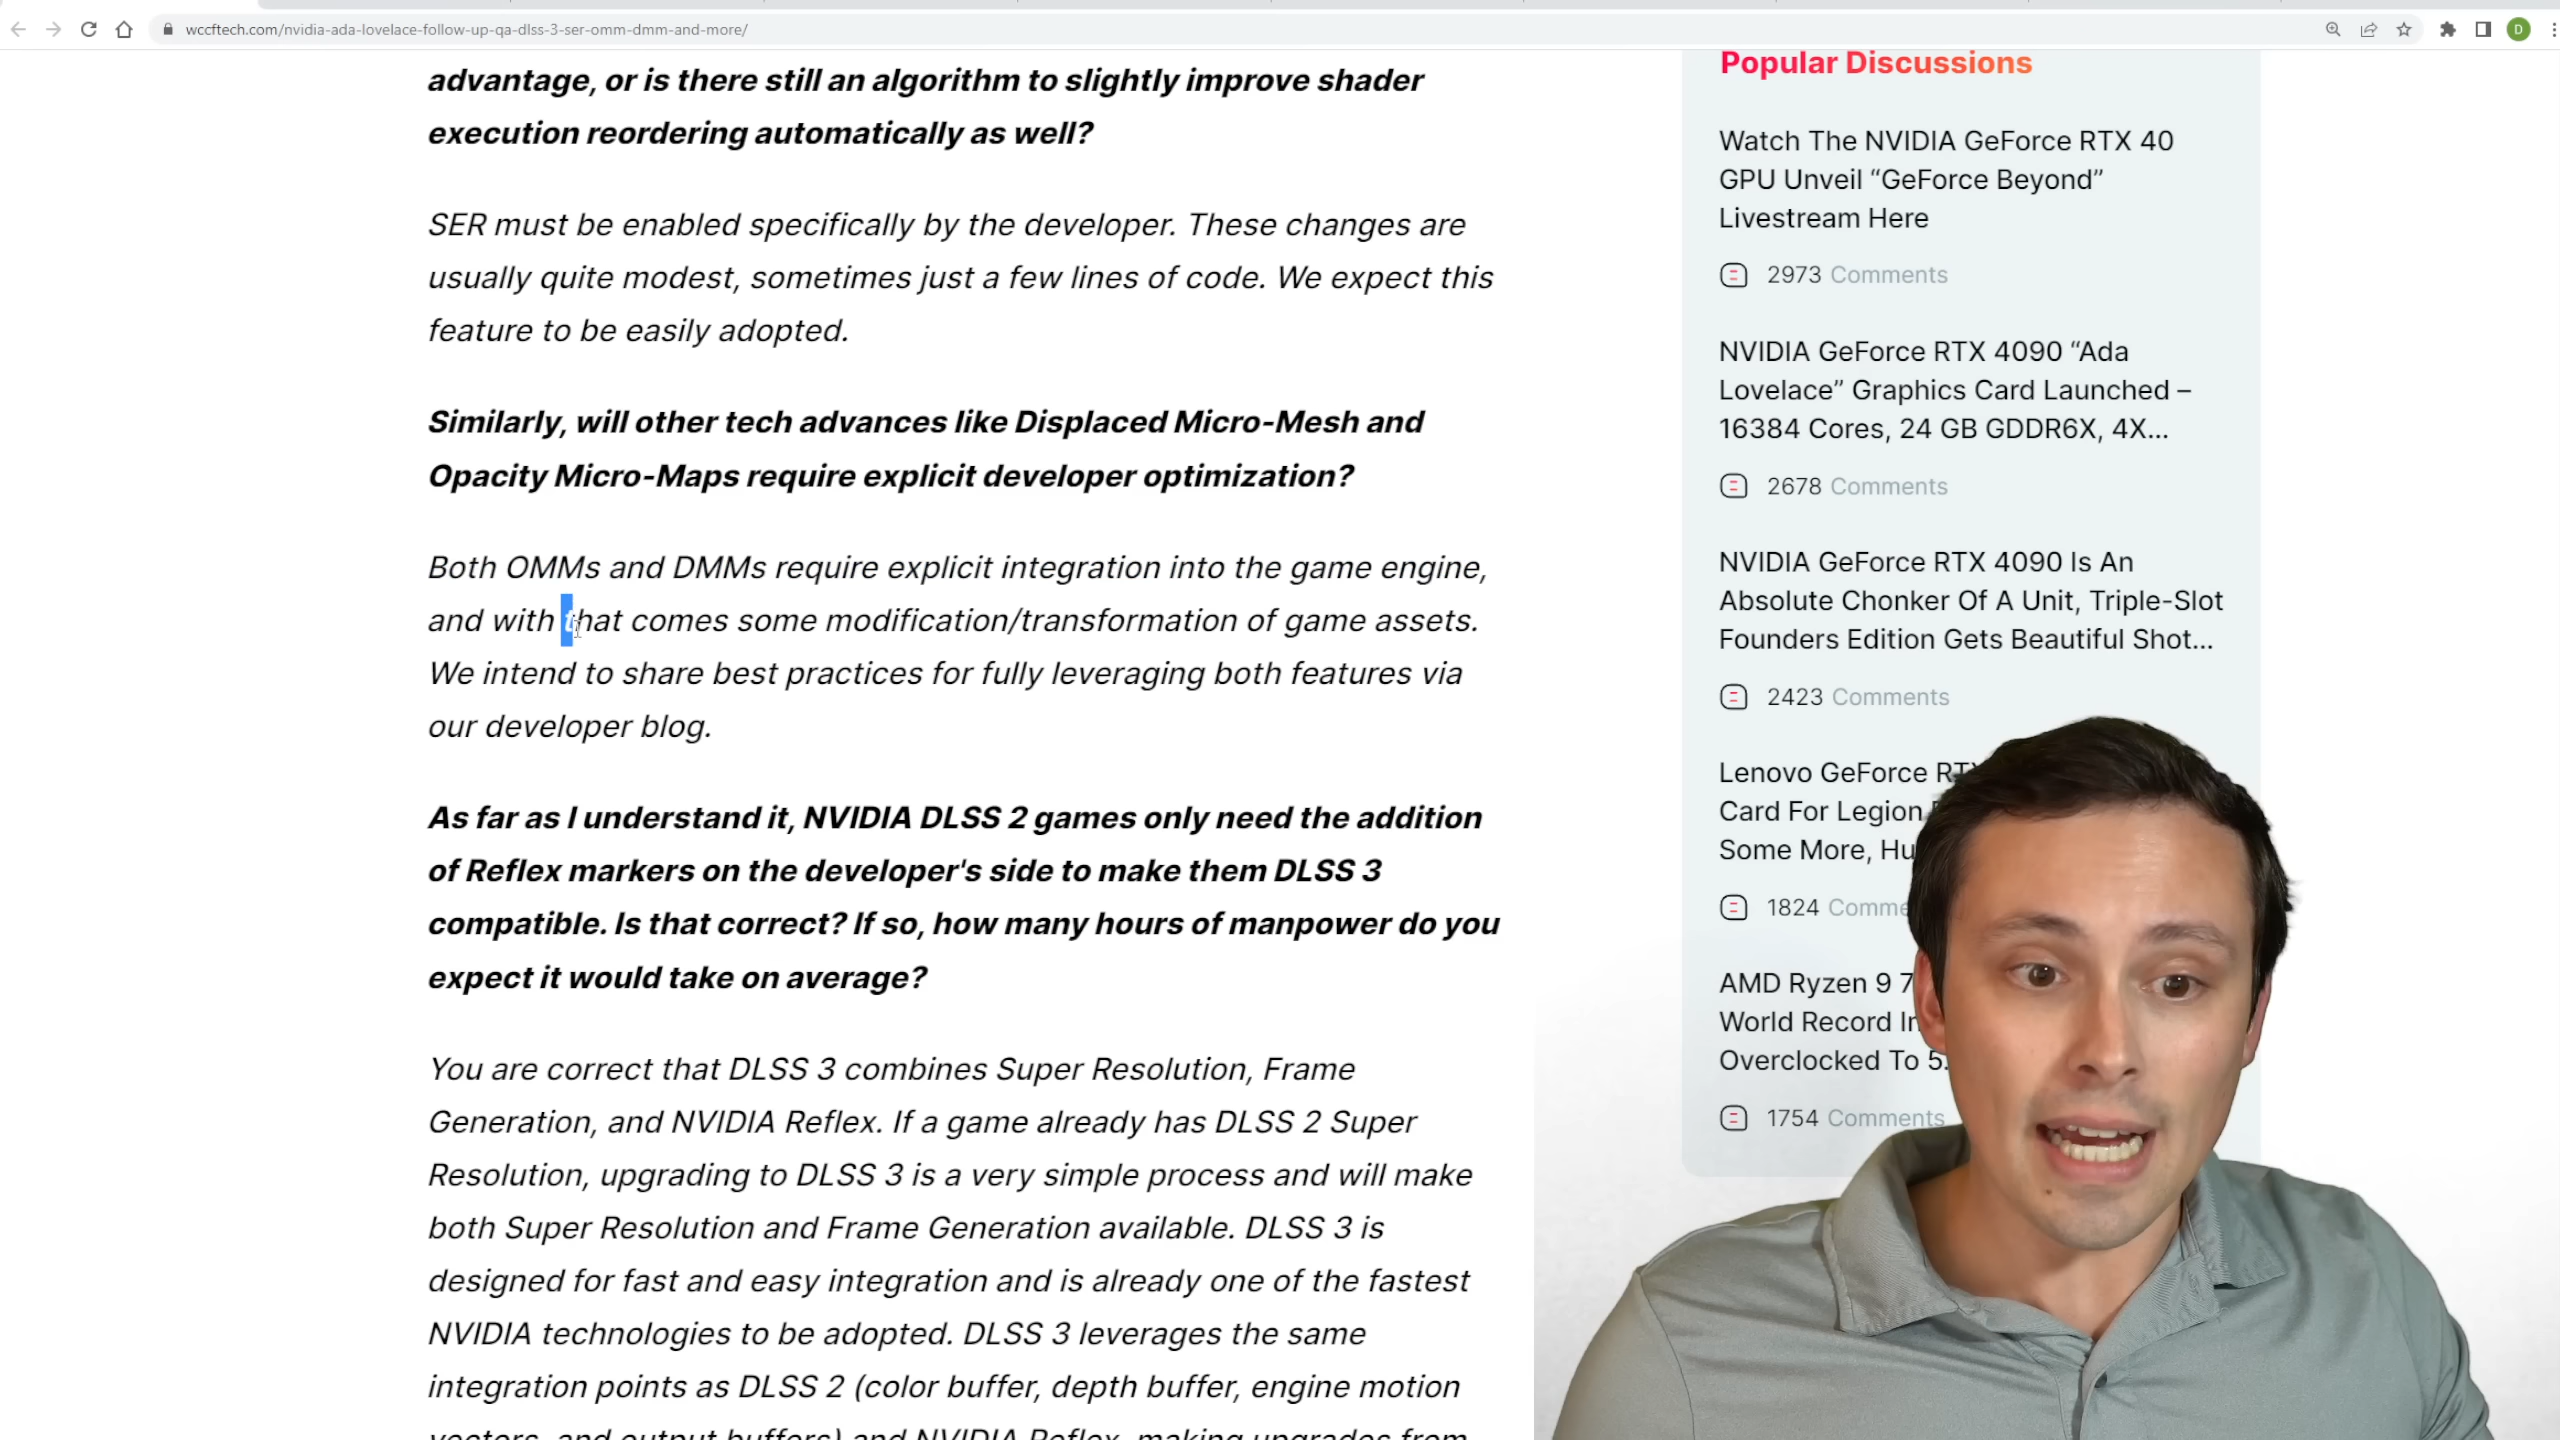 wccftech.com/nvidia-ada-lovelace-follow-up-qa-dlss-3-ser-omm-dmm-and-more/
D
advantage, or is there still an algorithm to slightly improve shader
execution reordering automatically as well?
SER must be enabled specifically by the developer. These changes are
usually quite modest, sometimes just a few lines of code. We expect this
feature to be easily adopted.
Similarly, will other tech advances like Displaced Micro-Mesh and
Opacity Micro-Maps require explicit developer optimization?
Both OMMs and DMMs require explicit integration into the game engine,
and with that comes some modification/transformation of game assets.
We intend to share best practices for fully leveraging both features via
our developer blog.
As far as I understand it, NVIDIA DLSS 2 games only need the addition
of Reflex markers on the developer's side to make them DLSS 3
compatible. Is that correct? If so, how many hours of manpower do you
expect it would take on average?
You are correct that DLSS 3 combines Super Resolution, Frame
Generation, and NVIDIA Reflex. If a game already has DLSS 2 Super
Resolution, upgrading to DLSS 3 is a very simple process and will make
both Super Resolution and Frame Generation available. DLSS 3 is
designed for fast and easy integration and is already one of the fastest
NVIDIA technologies to be adopted. DLSS 3 leverages the same
integration points as DLSS 2 (color buffer, depth buffer, engine motion
vectors, and output buffers) and NVIDIA Reflex, making upgrades from
Popular Discussions
Watch The NVIDIA GeForce RTX 40
GPU Unveil “GeForce Beyond”
Livestream Here
2973 Comments
NVIDIA GeForce RTX 4090 “Ada
Lovelace” Graphics Card Launched –
16384 Cores, 24 GB GDDR6X, 4X...
2678 Comments
NVIDIA GeForce RTX 4090 Is An
Absolute Chonker Of A Unit, Triple-Slot
Founders Edition Gets Beautiful Shot...
2423 Comments
Lenovo GeForce
Card For Legion
Some More,
1824
AMD Ryzen 9
World Record
Overclocked To
1754 Comments